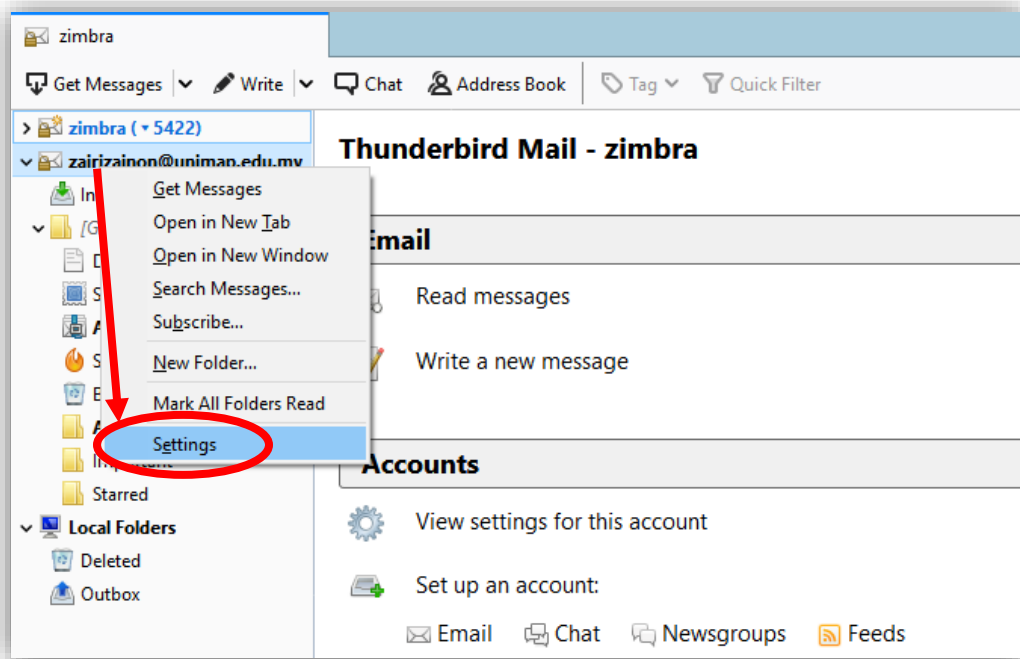 zimbra
Get Messages Write Chat Address Book Tag Quick Filter
zimbra (▾ 5422)
zairizainon@unimap.edu.my
Get Messages
Open in New Tab
Open in New Window
Search Messages...
Subscribe...
New Folder...
Mark All Folders Read
Settings
Important
Starred
Local Folders
Deleted
Outbox
Thunderbird Mail - zimbra
Email
Read messages
Write a new message
Accounts
View settings for this account
Set up an account:
Email Chat Newsgroups Feeds